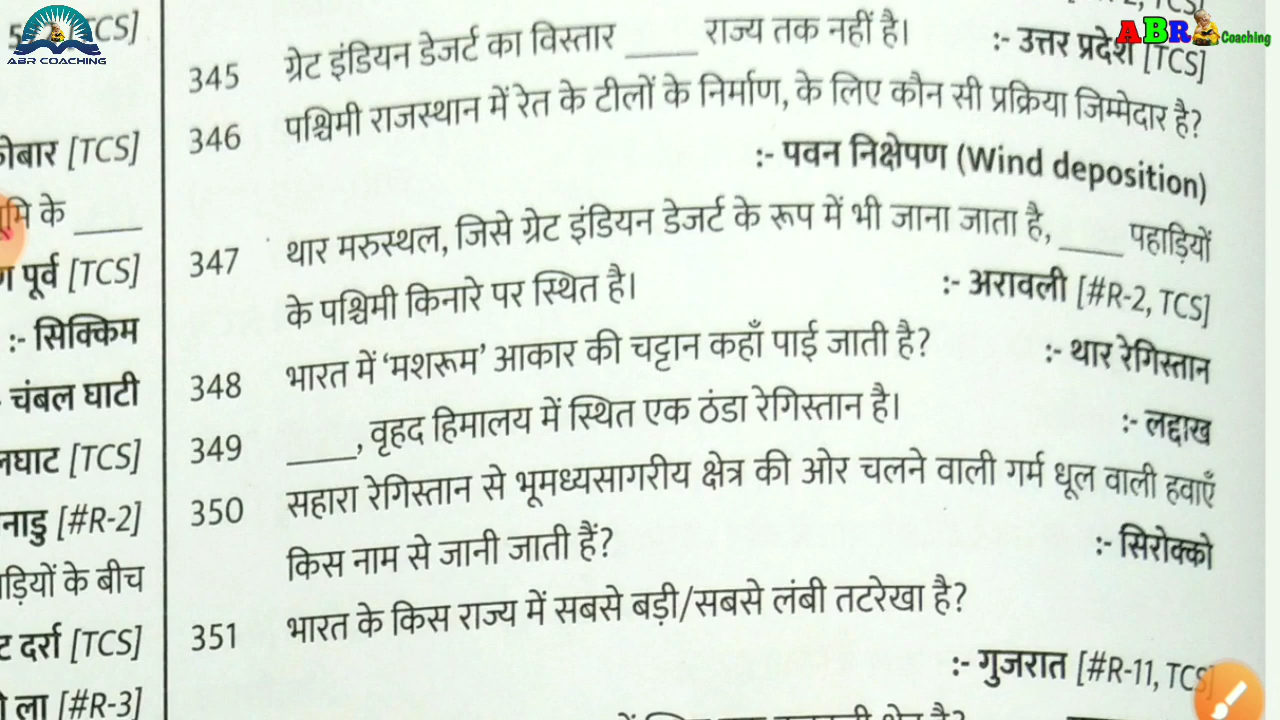 ABR COACHING
ABR Coaching
[TCS]
[TCS]
के ____
पूर्व [TCS]
:- सिक्किम
चंबल घाटी
[TCS]
[#R-2]
के बीच
दर्रा [TCS]
ला [#R-3]
345 ग्रेट इंडियन डेजर्ट का विस्तार ____ राज्य तक नहीं है।
:- उत्तर प्रदेश [TCS]
346 पश्चिमी राजस्थान में रेत के टीलों के निर्माण, के लिए कौन सी प्रक्रिया जिम्मेदार है?
:- पवन निक्षेपण (Wind deposition)
347 थार मरुस्थल, जिसे ग्रेट इंडियन डेजर्ट के रूप में भी जाना जाता है, ____ पहाड़ियों
के पश्चिमी किनारे पर स्थित है।
:- अरावली [#R-2, TCS]
348 भारत में ‘मशरूम’ आकार की चट्टान कहाँ पाई जाती है?
:- थार रेगिस्तान
349 ____, वृहद हिमालय में स्थित एक ठंडा रेगिस्तान है।
:- लद्दाख
350 सहारा रेगिस्तान से भूमध्यसागरीय क्षेत्र की ओर चलने वाली गर्म धूल वाली हवाएँ
किस नाम से जानी जाती हैं?
:- सिरोक्को
351 भारत के किस राज्य में सबसे बड़ी/सबसे लंबी तटरेखा है?
:- गुजरात [#R-11, TCS]